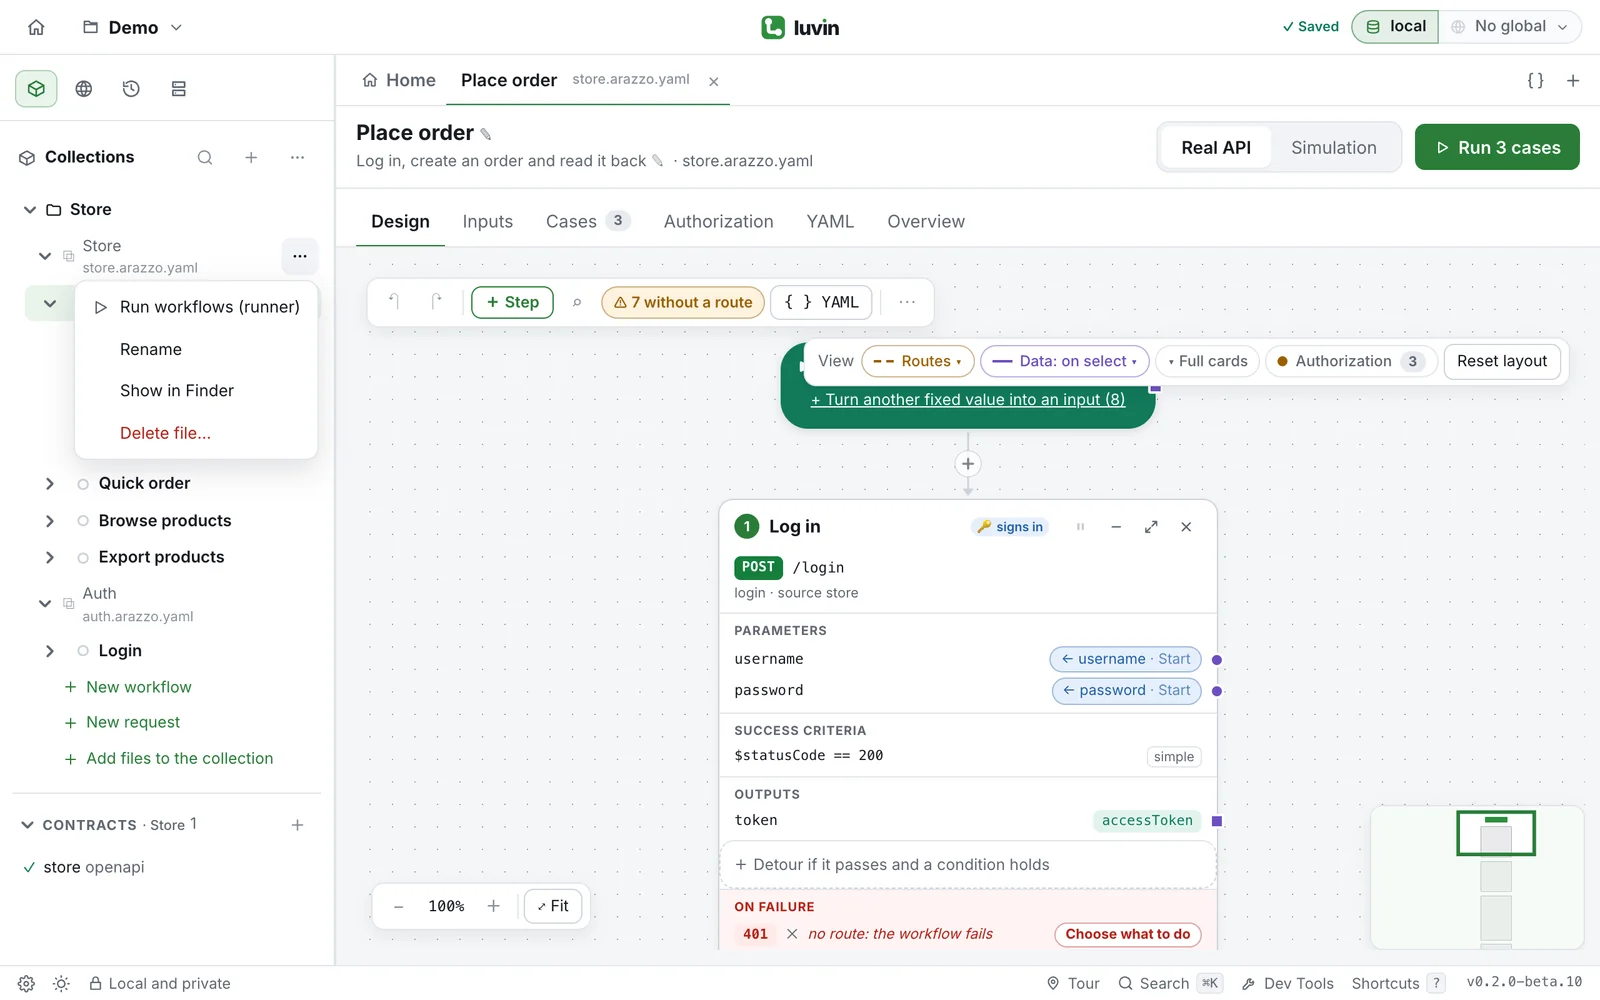 Demo
luvin
Saved
local
No global
Home
Place order store.arazzo.yaml
Collections
Place order
Log in, create an order and read it back · store.arazzo.yaml
Real API
Simulation
Run 3 cases
Store
Store
store.arazzo.yaml
Design
Inputs
Cases 3
Authorization
YAML
Overview
Run workflows (runner)
Rename
Show in Finder
Delete file...
+ Step
7 without a route
{ } YAML
View
Routes
Data: on select
Full cards
Authorization 3
Reset layout
+ Turn another fixed value into an input (8)
Quick order
Browse products
Export products
Auth
auth.arazzo.yaml
Login
+ New workflow
+ New request
+ Add files to the collection
CONTRACTS · Store 1
store openapi
1 Log in
signs in
POST /login
login · source store
PARAMETERS
username
← username · Start
password
← password · Start
SUCCESS CRITERIA
$statusCode == 200
simple
OUTPUTS
token
accessToken
+ Detour if it passes and a condition holds
ON FAILURE
401 × no route: the workflow fails
Choose what to do
− 100% +
Fit
Local and private
Tour
Search ⌘K
Dev Tools
Shortcuts ?
v0.2.0-beta.10